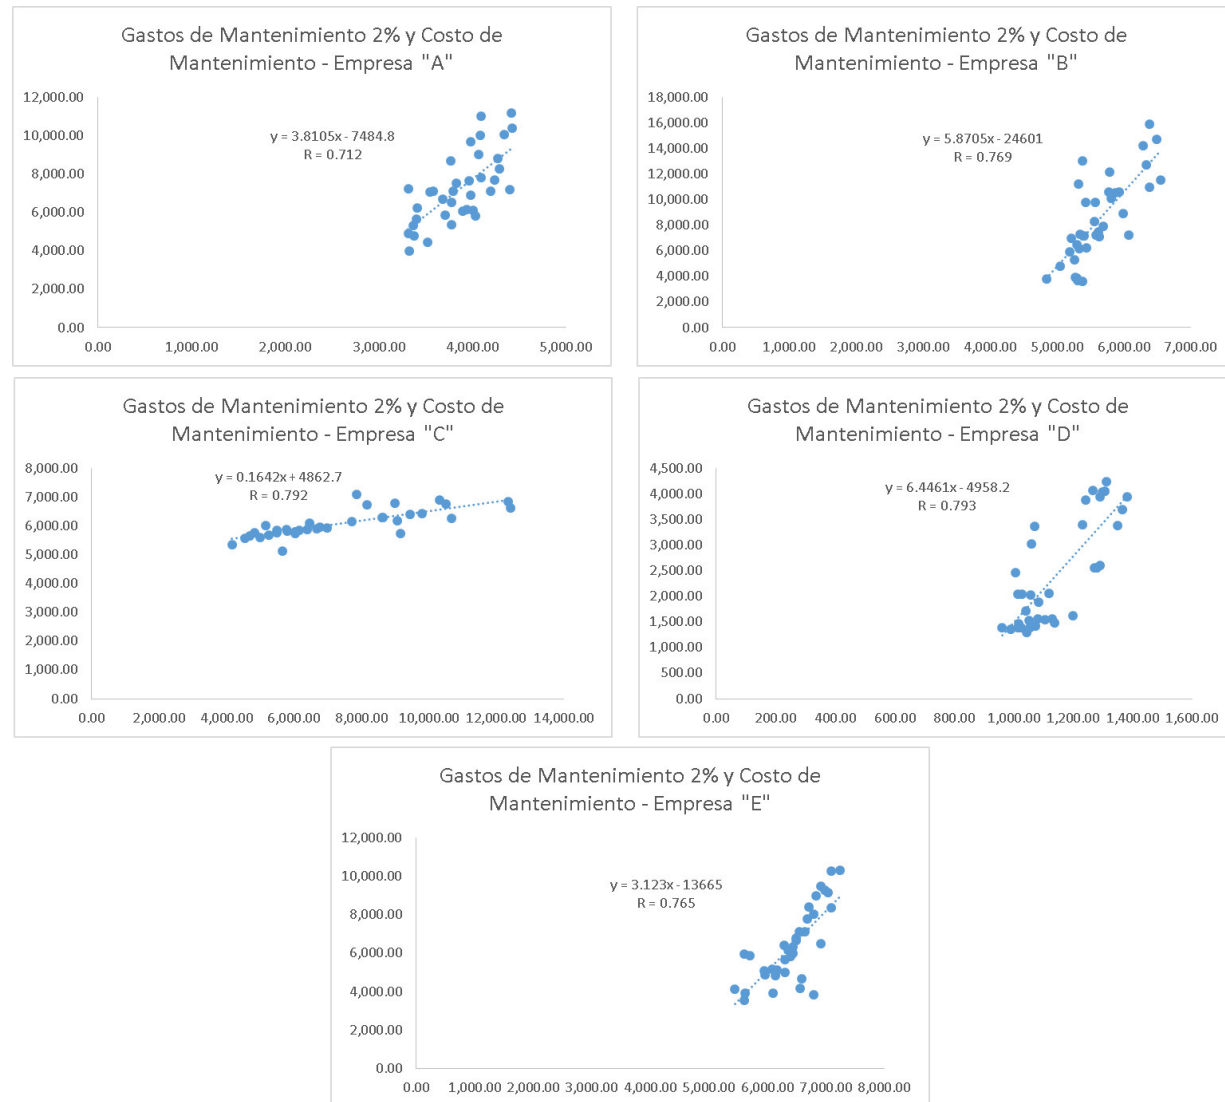 Gastos de Mantenimiento 2% y Costo de
Mantenimiento - Empresa "A"
12,000.00
10,000.00
8,000.00
6,000.00
4,000.00
2,000.00
0.00
y = 3.8105x - 7484.8
R = 0.712
0.00 1,000.00 2,000.00 3,000.00 4,000.00 5,000.00
Gastos de Mantenimiento 2% y Costo de
Mantenimiento - Empresa "B"
18,000.00
16,000.00
14,000.00
12,000.00
10,000.00
8,000.00
6,000.00
4,000.00
2,000.00
0.00
y = 5.8705x - 24601
R = 0.769
0.00 1,000.00 2,000.00 3,000.00 4,000.00 5,000.00 6,000.00 7,000.00
Gastos de Mantenimiento 2% y Costo de
Mantenimiento - Empresa "C"
8,000.00
7,000.00
6,000.00
5,000.00
4,000.00
3,000.00
2,000.00
1,000.00
0.00
y = 0.1642x + 4862.7
R = 0.792
0.00 2,000.00 4,000.00 6,000.00 8,000.00 10,000.00 12,000.00 14,000.00
Gastos de Mantenimiento 2% y Costo de
Mantenimiento - Empresa "D"
4,500.00
4,000.00
3,500.00
3,000.00
2,500.00
2,000.00
1,500.00
1,000.00
500.00
0.00
y = 6.4461x - 4958.2
R = 0.793
0.00 200.00 400.00 600.00 800.00 1,000.00 1,200.00 1,400.00 1,600.00
Gastos de Mantenimiento 2% y Costo de
Mantenimiento - Empresa "E"
12,000.00
10,000.00
8,000.00
6,000.00
4,000.00
2,000.00
0.00
y = 3.123x - 13665
R = 0.765
0.00 1,000.00 2,000.00 3,000.00 4,000.00 5,000.00 6,000.00 7,000.00 8,000.00